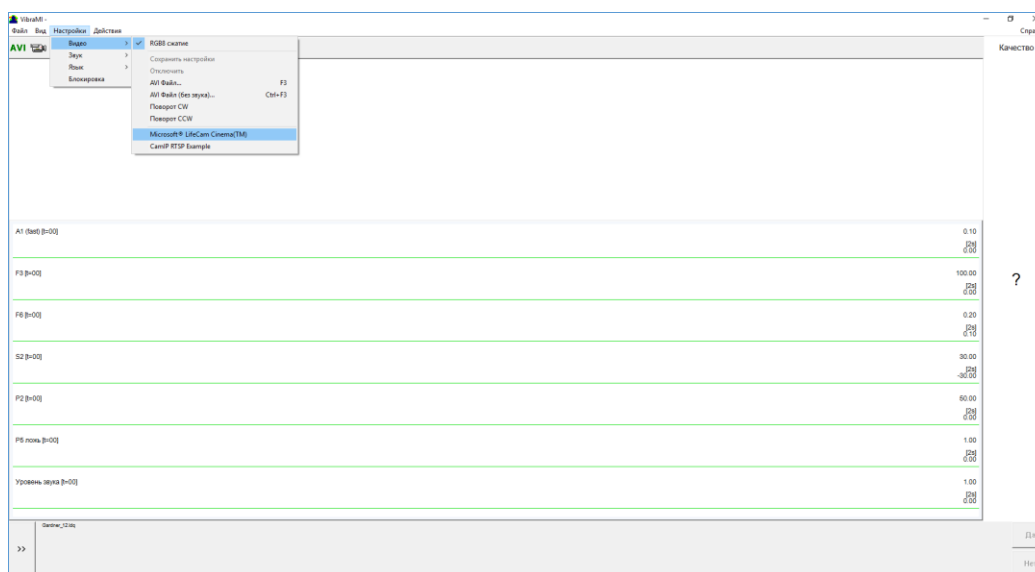 VibraMI -
Файл Вид Настройки Действия
Спра
AVI
Качество
Видео
Звук
Язык
Блокировка
RGB8 сжатие
Сохранить настройки
Отключить
AVI Файл... F3
AVI Файл (без звука)... Ctrl+F3
Поворот CW
Поворот CCW
Microsoft® LifeCam Cinema(TM)
CamIP RTSP Example
A1 (fast) [t=00] 0.10
[2s]
0.00
F3 [t=00] 100.00
[2s]
0.00
?
F6 [t=00] 0.20
[2s]
0.10
S2 [t=00] 30.00
[2s]
-30.00
P2 [t=00] 50.00
[2s]
0.00
P5 ложь [t=00] 1.00
[2s]
0.00
Уровень звука [t=00] 1.00
[2s]
0.00
>>
Gardner_12.ldq
Не